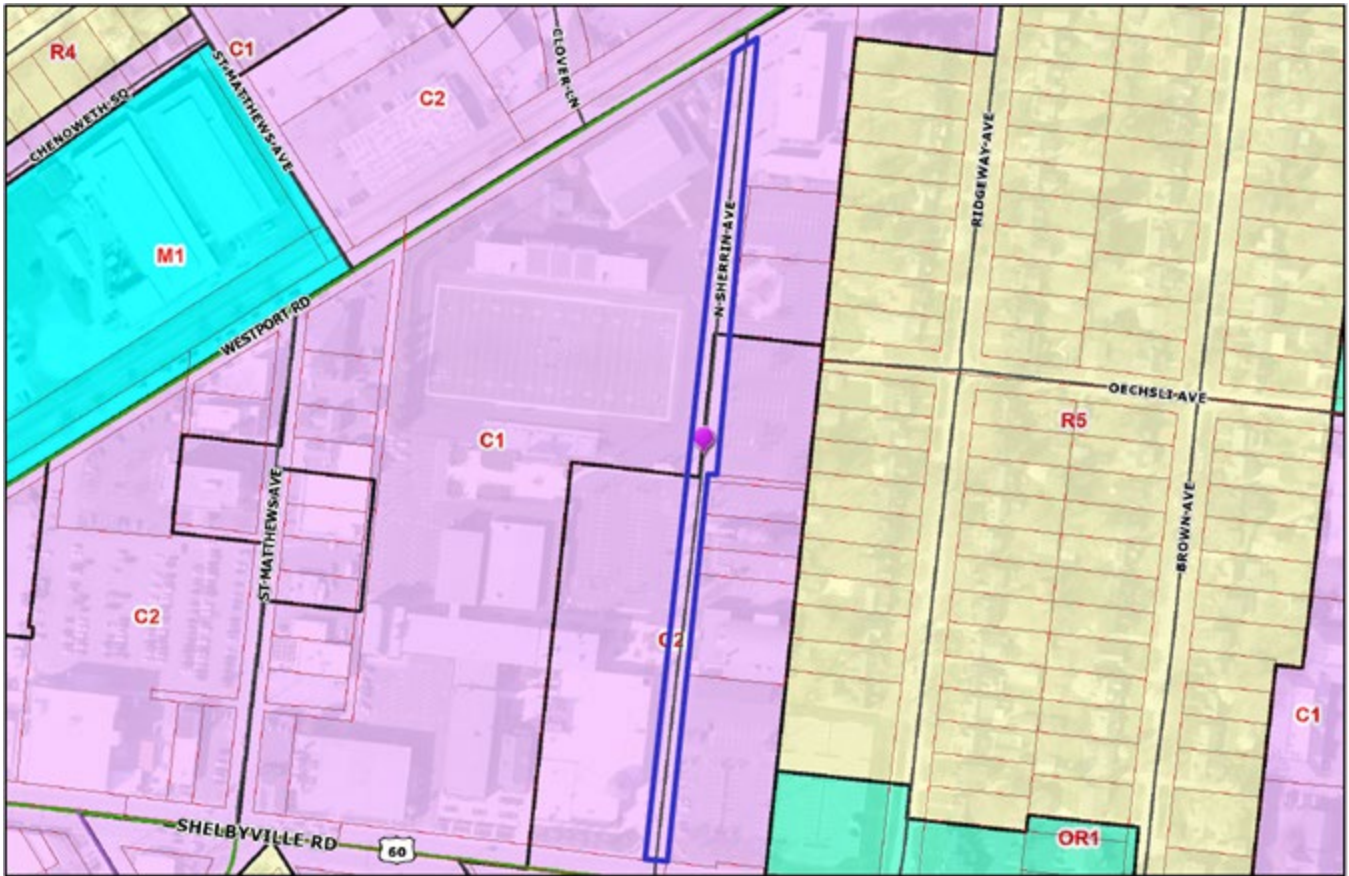 R4
C1
C2
CLOVER-LN
ST-MATTHEWS-AVE
CHENOWETH-SQ
M1
RIDGEWAY-AVE
N-SHERRIN-AVE
WESTPORT RD
OECHSLI-AVE
R5
C1
ST-MATTHEWS-AVE
BROWN-AVE
C2
C2
C1
SHELBYVILLE RD
60
OR1